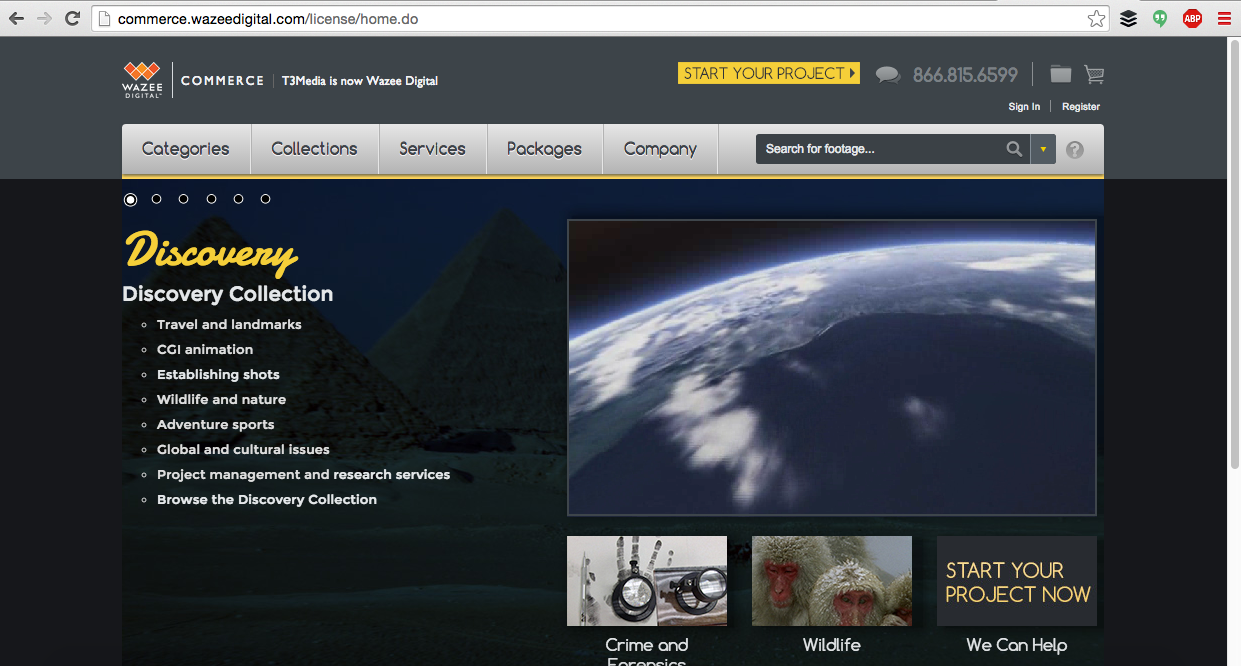 commerce.wazeedigital.com/license/home.do
ABP
WAZEE
DIGITAL
COMMERCE
T3Media is now Wazee Digital
START YOUR PROJECT
866.815.6599
Sign In
Register
Categories
Collections
Services
Packages
Company
Search for footage...
?
Discovery
Discovery Collection
Travel and landmarks
CGI animation
Establishing shots
Wildlife and nature
Adventure sports
Global and cultural issues
Project management and research services
Browse the Discovery Collection
START YOUR
PROJECT NOW
Crime and
Forensics
Wildlife
We Can Help